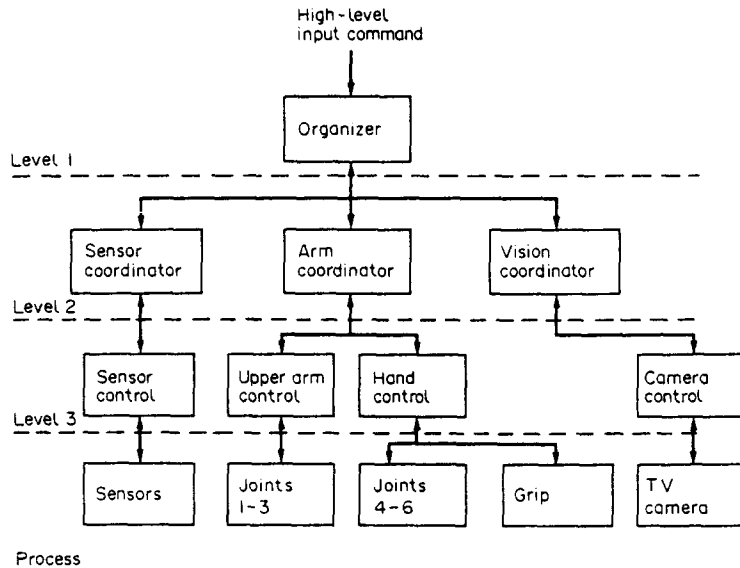 High-level
input command
Organizer
Level 1
Sensor
coordinator
Arm
coordinator
Vision
coordinator
Level 2
Sensor
control
Upper arm
control
Hand
control
Camera
control
Level 3
Sensors
Joints
1-3
Joints
4-6
Grip
TV
camera
Process